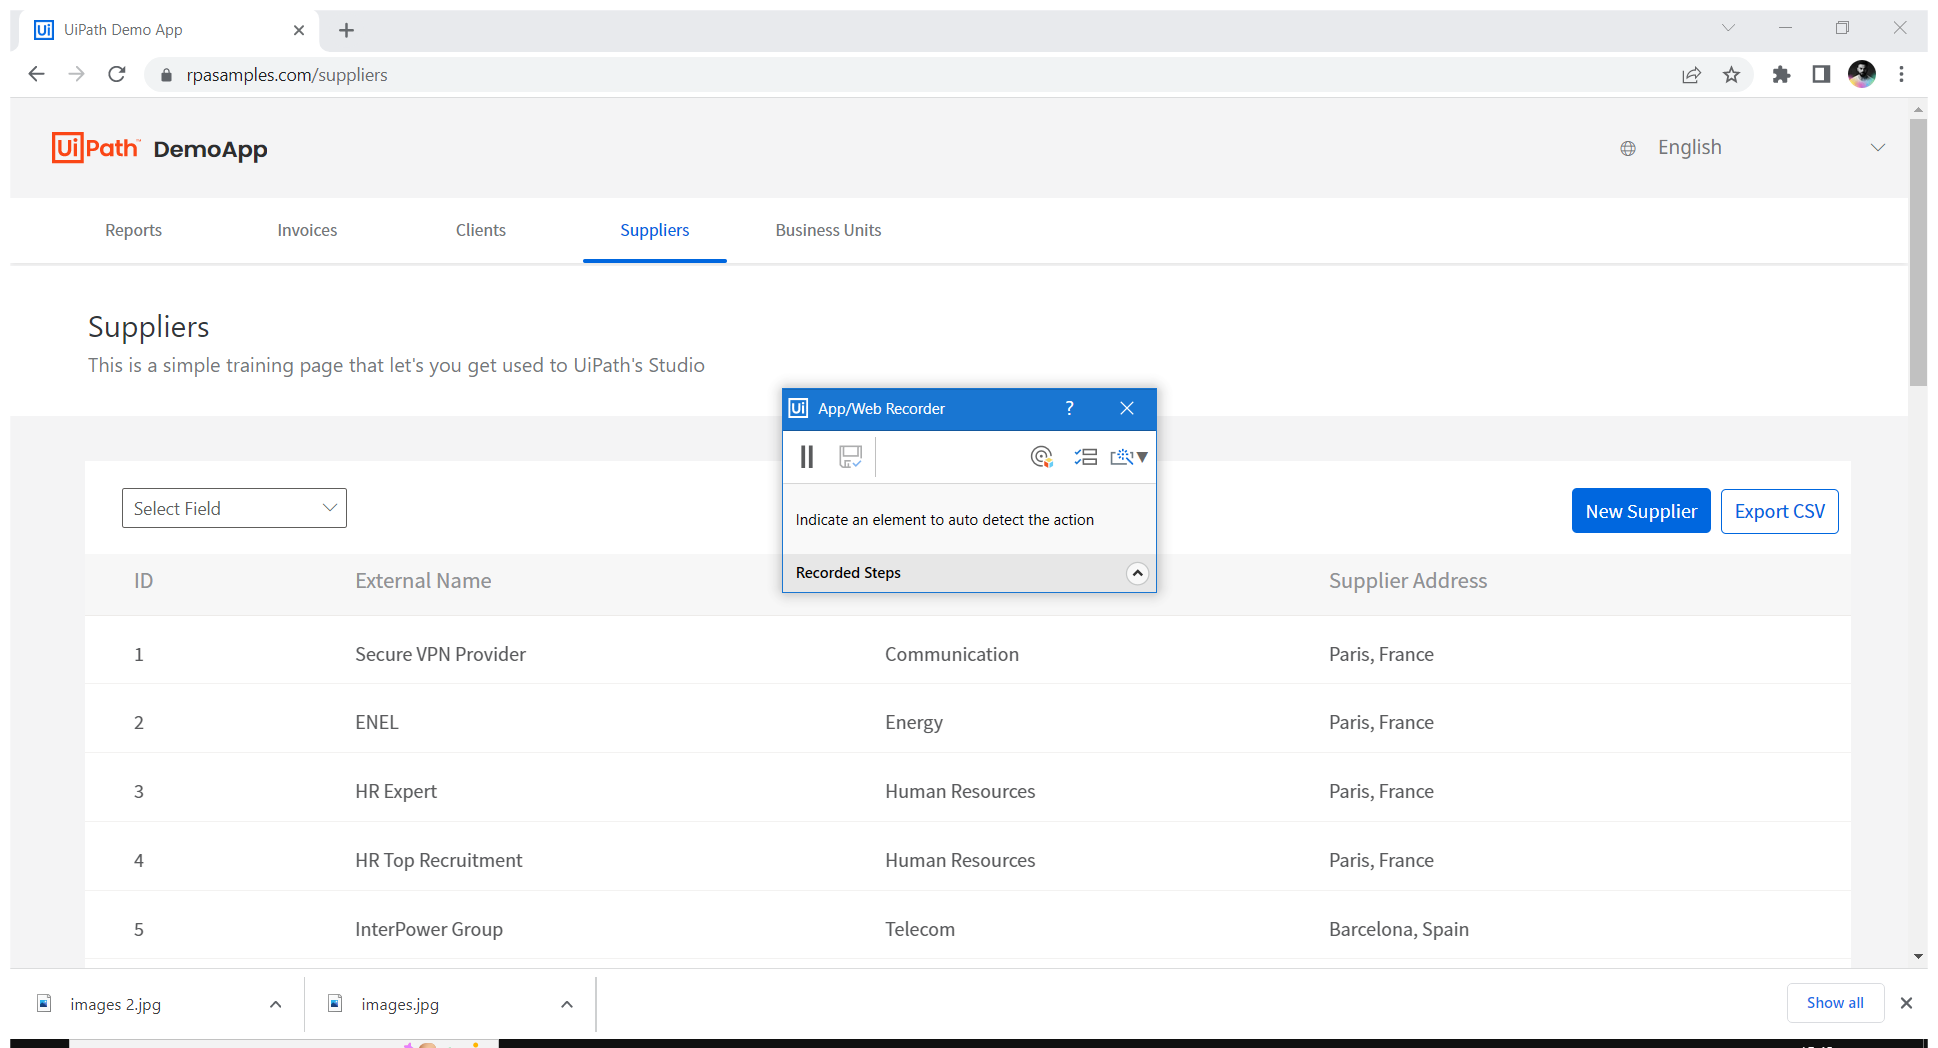 Ui UiPath Demo App
rpasamples.com/suppliers
UiPath™ DemoApp
English
Reports Invoices Clients Suppliers Business Units
Suppliers
This is a simple training page that let's you get used to UiPath's Studio
Ui App/Web Recorder ?
Indicate an element to auto detect the action
Recorded Steps
Select Field
New Supplier Export CSV
ID External Name Supplier Address
1 Secure VPN Provider Communication Paris, France
2 ENEL Energy Paris, France
3 HR Expert Human Resources Paris, France
4 HR Top Recruitment Human Resources Paris, France
5 InterPower Group Telecom Barcelona, Spain
images 2.jpg images.jpg Show all